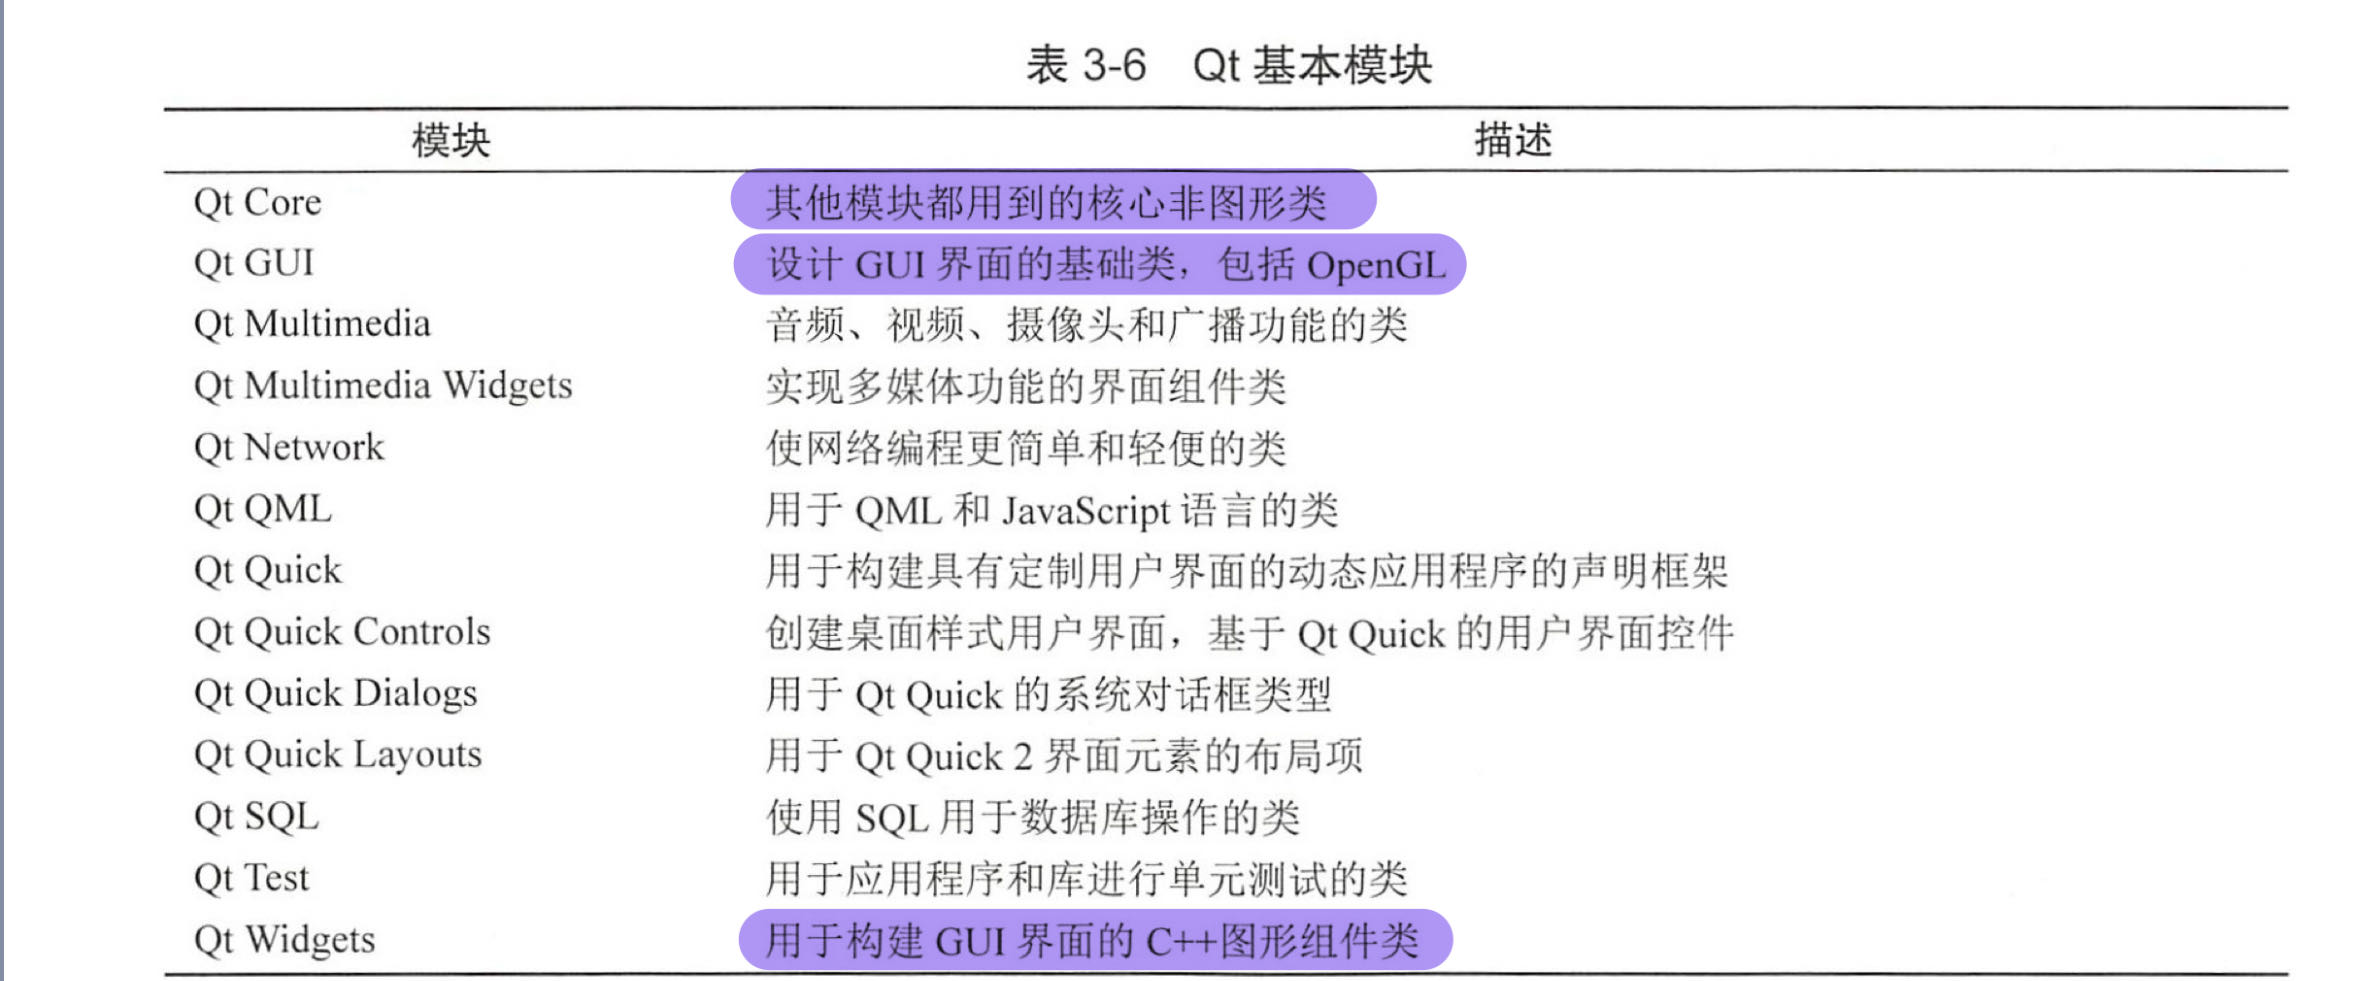 表 3-6 Qt 基本模块
模块 描述
Qt Core 其他模块都用到的核心非图形类
Qt GUI 设计 GUI 界面的基础类，包括 OpenGL
Qt Multimedia 音频、视频、摄像头和广播功能的类
Qt Multimedia Widgets 实现多媒体功能的界面组件类
Qt Network 使网络编程更简单和轻便的类
Qt QML 用于 QML 和 JavaScript 语言的类
Qt Quick 用于构建具有定制用户界面的动态应用程序的声明框架
Qt Quick Controls 创建桌面样式用户界面，基于 Qt Quick 的用户界面控件
Qt Quick Dialogs 用于 Qt Quick 的系统对话框类型
Qt Quick Layouts 用于 Qt Quick 2 界面元素的布局项
Qt SQL 使用 SQL 用于数据库操作的类
Qt Test 用于应用程序和库进行单元测试的类
Qt Widgets 用于构建 GUI 界面的 C++图形组件类